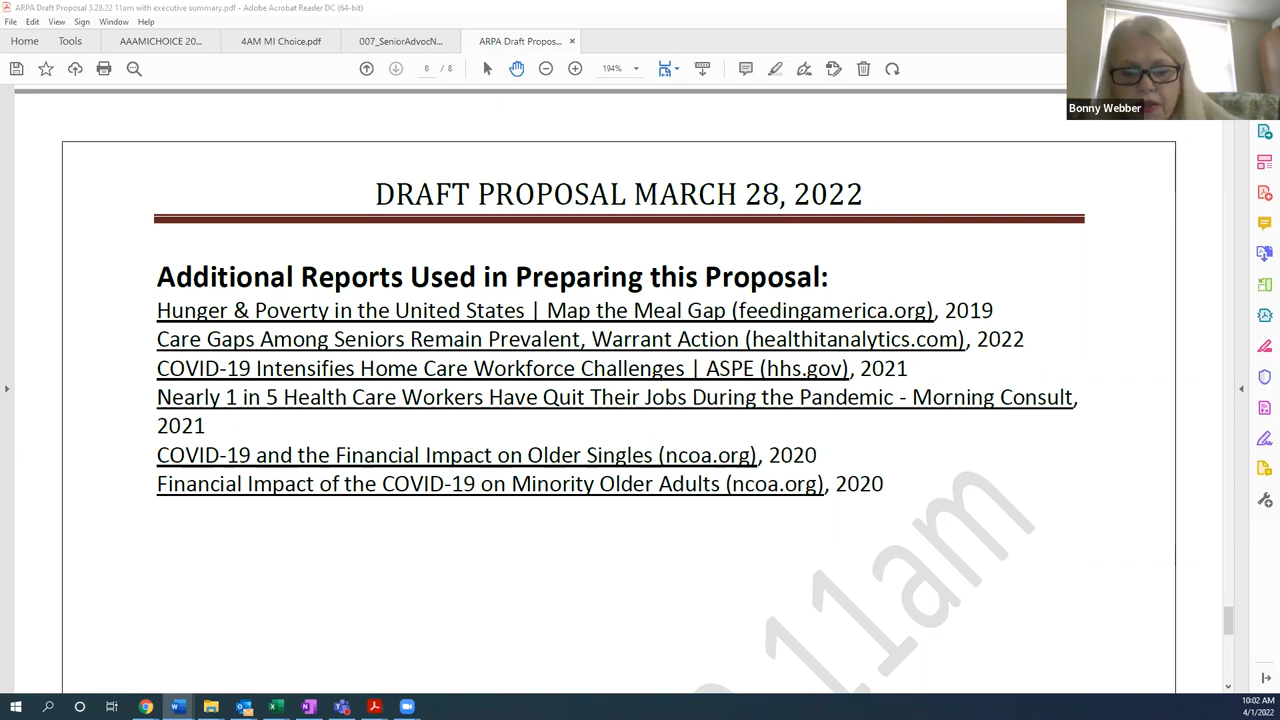 ARPA Draft Proposal 3.28.22 11am with executive summary.pdf - Adobe Acrobat Reader DC (64-bit)
File Edit View Sign Window Help
Home Tools AAAMICHOICE 20... 4AM MI Choice.pdf 007_SeniorAdvocN... ARPA Draft Propos... ×
8 / 8 194%
Bonny Webber
DRAFT PROPOSAL MARCH 28, 2022
Additional Reports Used in Preparing this Proposal:
Hunger & Poverty in the United States | Map the Meal Gap (feedingamerica.org), 2019
Care Gaps Among Seniors Remain Prevalent, Warrant Action (healthitanalytics.com), 2022
COVID-19 Intensifies Home Care Workforce Challenges | ASPE (hhs.gov), 2021
Nearly 1 in 5 Health Care Workers Have Quit Their Jobs During the Pandemic - Morning Consult,
2021
COVID-19 and the Financial Impact on Older Singles (ncoa.org), 2020
Financial Impact of the COVID-19 on Minority Older Adults (ncoa.org), 2020
11am
10:02 AM
4/1/2022